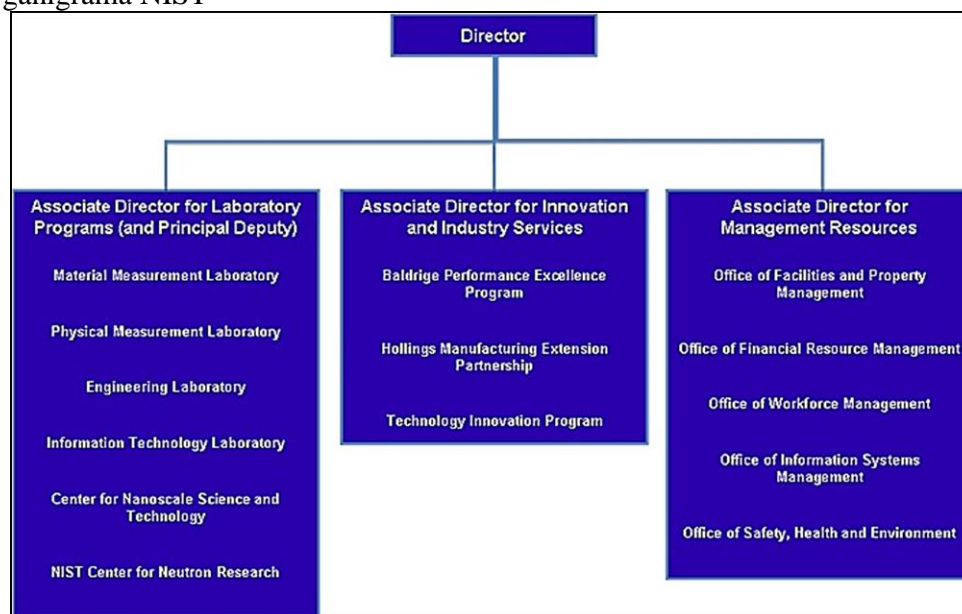 ganigrama NIST
Director
Associate Director for Laboratory
Programs (and Principal Deputy)
Material Measurement Laboratory
Physical Measurement Laboratory
Engineering Laboratory
Information Technology Laboratory
Center for Nanoscale Science and
Technology
NIST Center for Neutron Research
Associate Director for Innovation
and Industry Services
Baldrige Performance Excellence
Program
Hollings Manufacturing Extension
Partnership
Technology Innovation Program
Associate Director for
Management Resources
Office of Facilities and Property
Management
Office of Financial Resource Management
Office of Workforce Management
Office of Information Systems
Management
Office of Safety, Health and Environment